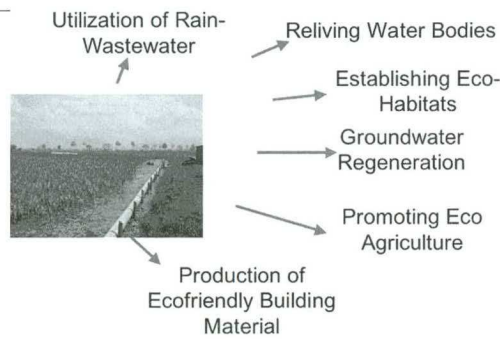 Utilization of Rain-
Wastewater
Reliving Water Bodies
Establishing Eco-
Habitats
Groundwater
Regeneration
Promoting Eco
Agriculture
Production of
Ecofriendly Building
Material